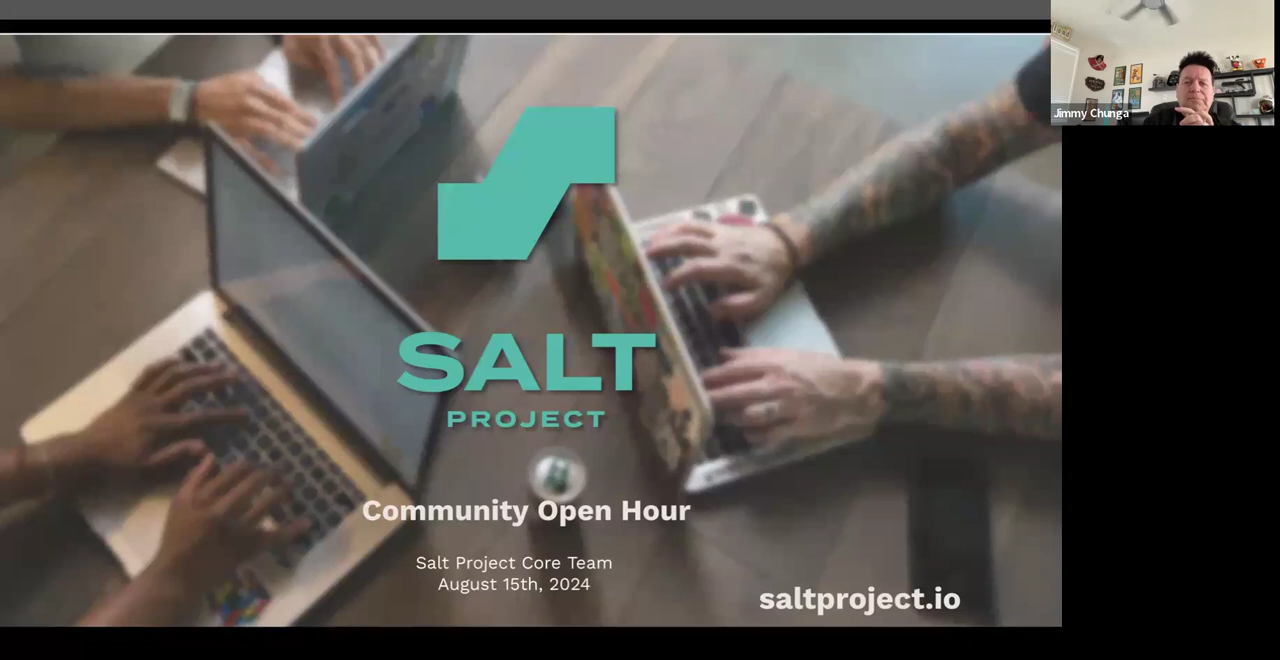 Jimmy Chunga
SALT
PROJECT
Community Open Hour
Salt Project Core Team
August 15th, 2024
saltproject.io